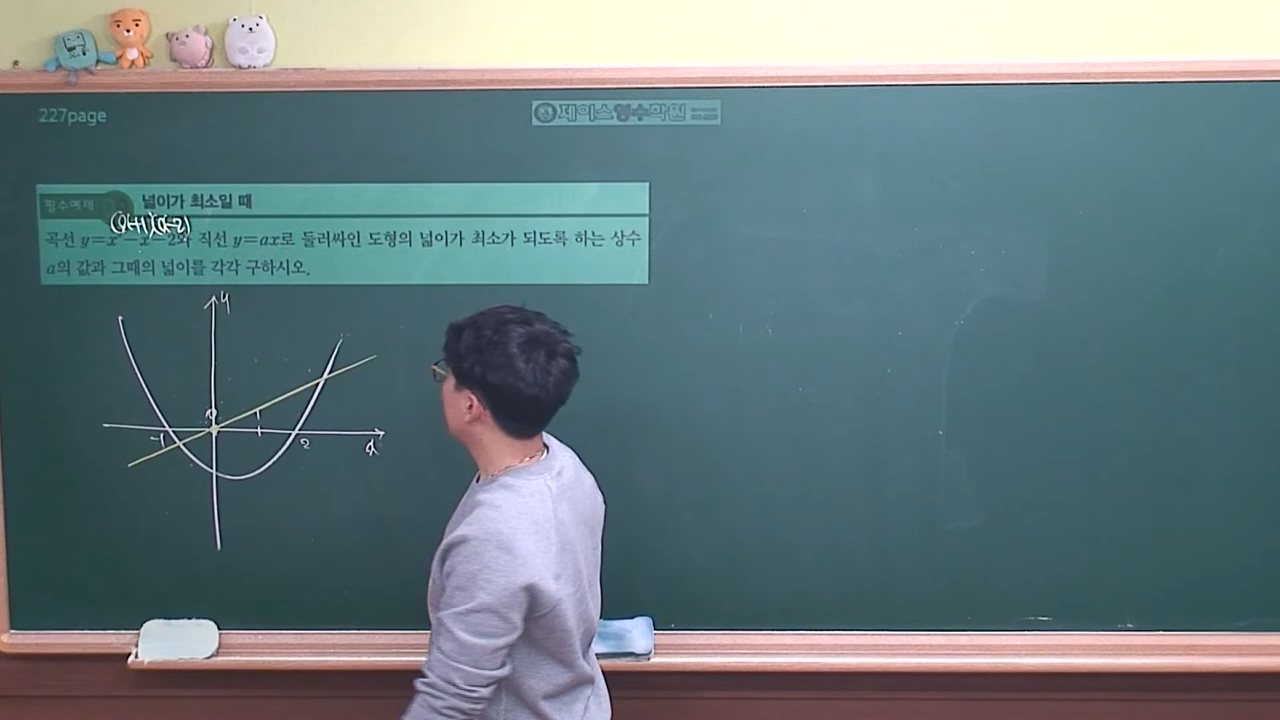 227page
제이스영수학원
필수예제 넓이가 최소일 때
(x+1)(x-2)
곡선 y=x²-x-2와 직선 y=ax로 둘러싸인 도형의 넓이가 최소가 되도록 하는 상수
a의 값과 그때의 넓이를 각각 구하시오.
y
0
1
-1
2
x